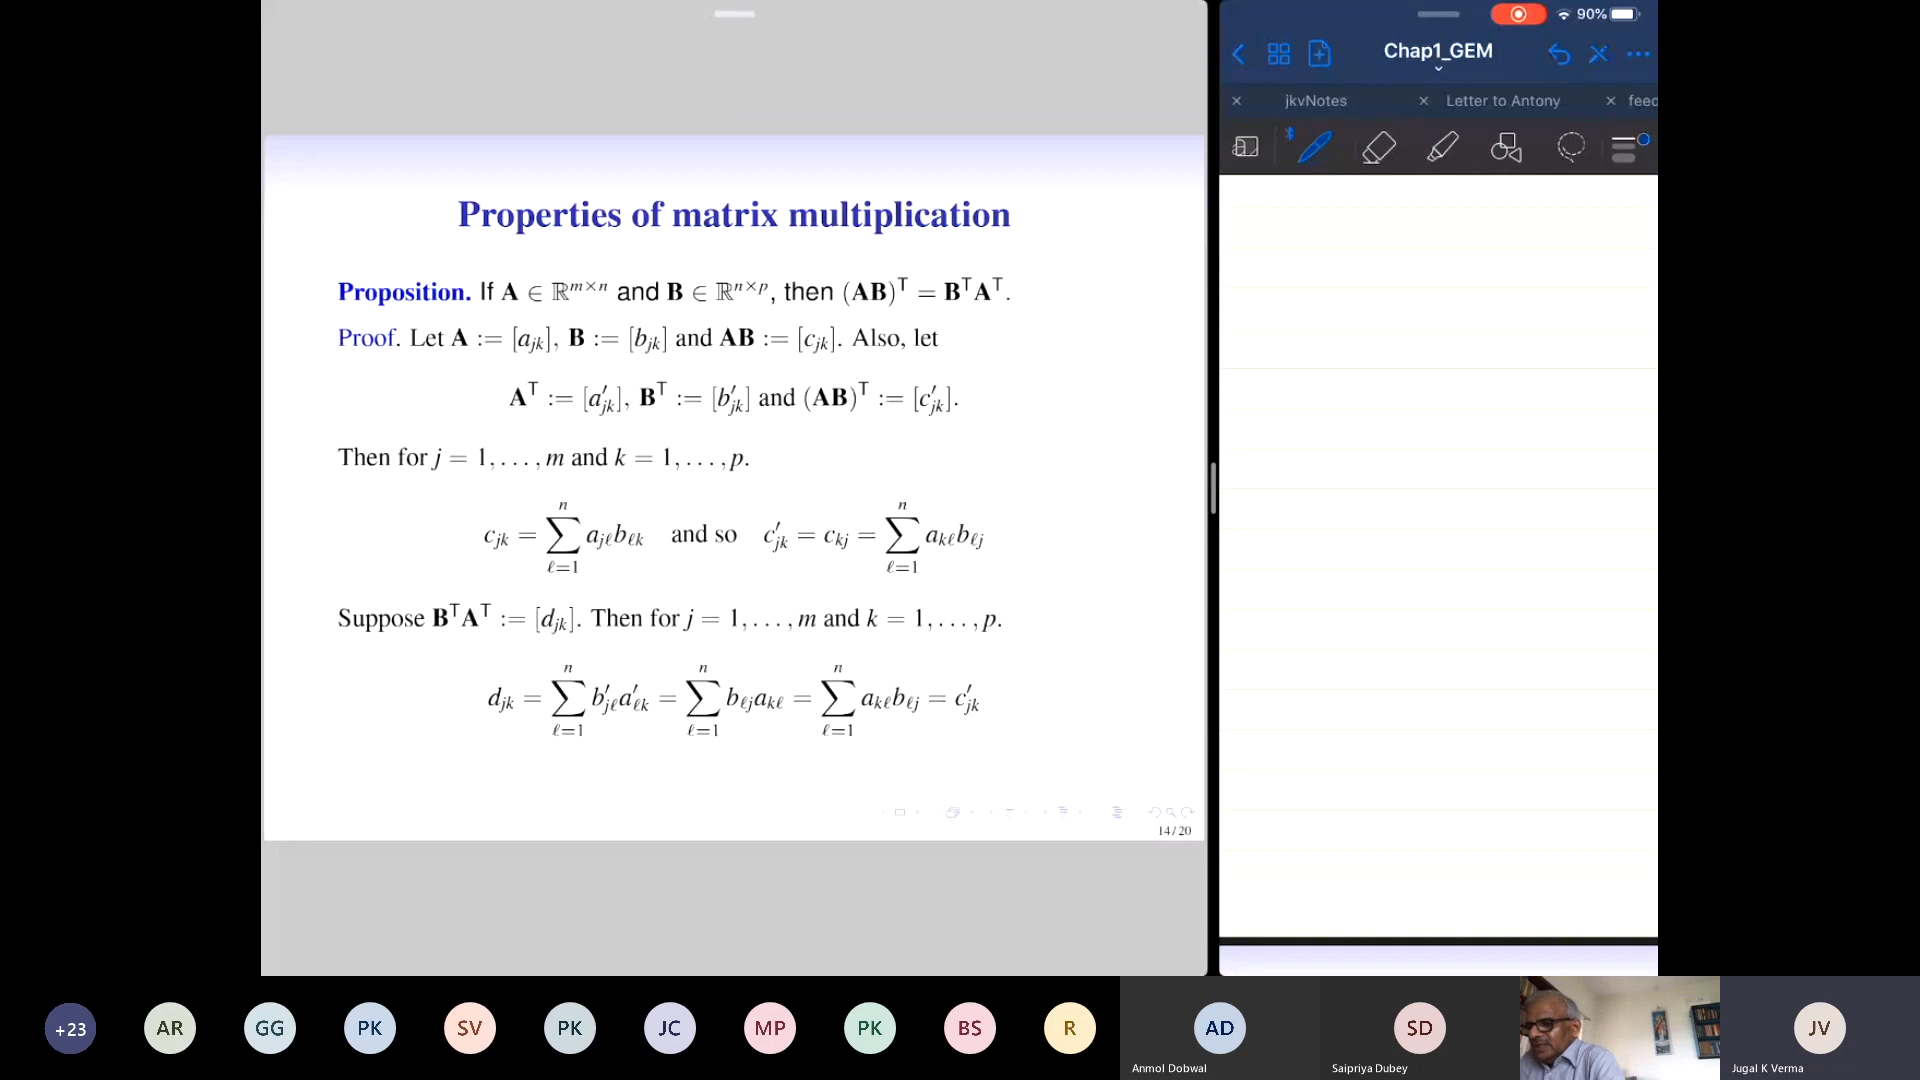 Properties of matrix multiplication
Proposition. If A ∈ ℝ^{m×n} and B ∈ ℝ^{n×p}, then (AB)^T = B^T A^T.
Proof. Let A := [a_{jk}], B := [b_{jk}] and AB := [c_{jk}]. Also, let
A^T := [a′_{jk}], B^T := [b′_{jk}] and (AB)^T := [c′_{jk}].
Then for j = 1, . . . , m and k = 1, . . . , p.
c_{jk} = ∑_{ℓ=1}^{n} a_{jℓ}b_{ℓk} and so c′_{jk} = c_{kj} = ∑_{ℓ=1}^{n} a_{kℓ}b_{ℓj}
Suppose B^T A^T := [d_{jk}]. Then for j = 1, . . . , m and k = 1, . . . , p.
d_{jk} = ∑_{ℓ=1}^{n} b′_{jℓ}a′_{ℓk} = ∑_{ℓ=1}^{n} b_{ℓj}a_{kℓ} = ∑_{ℓ=1}^{n} a_{kℓ}b_{ℓj} = c′_{jk}
14 / 20
90%
Chap1_GEM
jkvNotes
Letter to Antony
feed
+23
AR
GG
PK
SV
PK
JC
MP
PK
BS
R
AD
Anmol Dobwal
SD
Saipriya Dubey
JV
Jugal K Verma